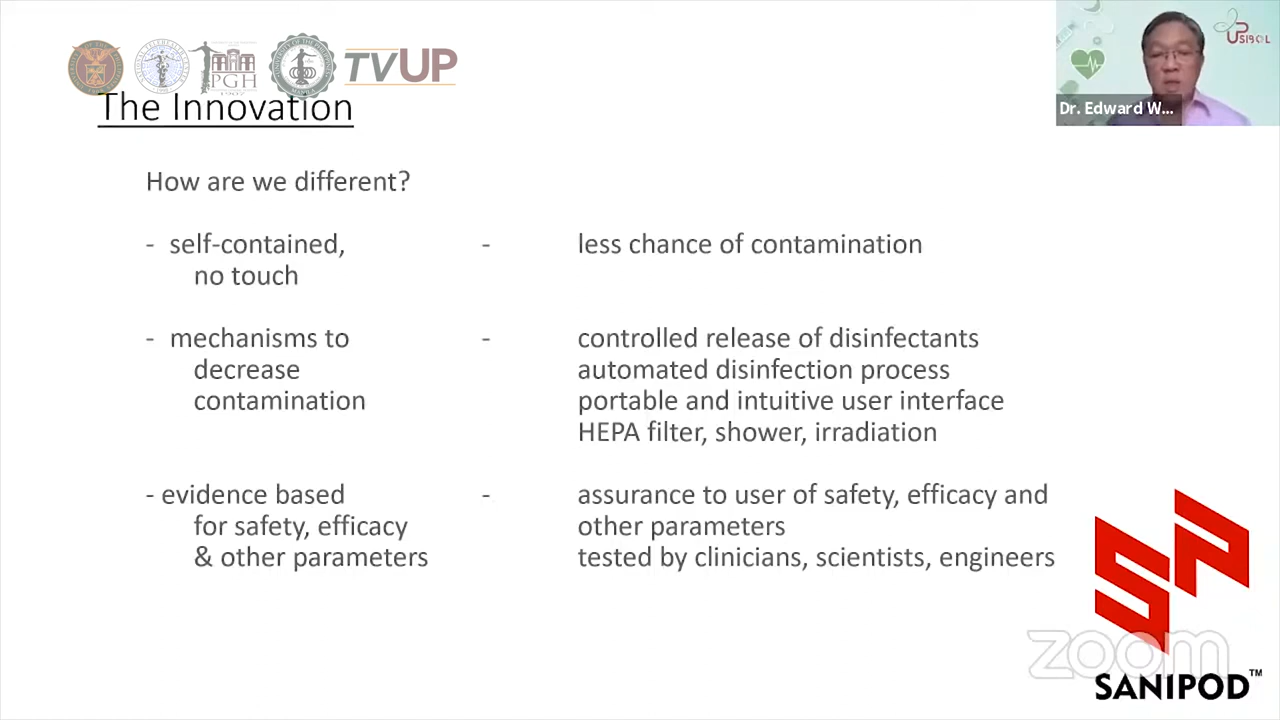 TVUP
PGH
UP
SIBOL
Dr. Edward W...
The Innovation
How are we different?
- self-contained, - less chance of contamination
no touch
- mechanisms to - controlled release of disinfectants
decrease automated disinfection process
contamination portable and intuitive user interface
HEPA filter, shower, irradiation
- evidence based - assurance to user of safety, efficacy and
for safety, efficacy other parameters
& other parameters tested by clinicians, scientists, engineers
SP
zoom
SANIPOD™